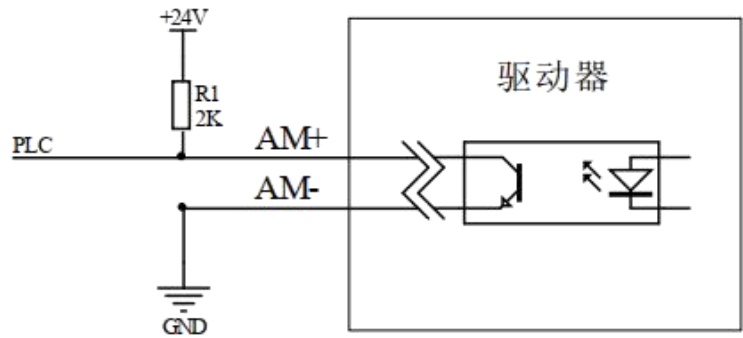 +24V
驱动器
R1
2K
PLC
AM+
AM-
GND